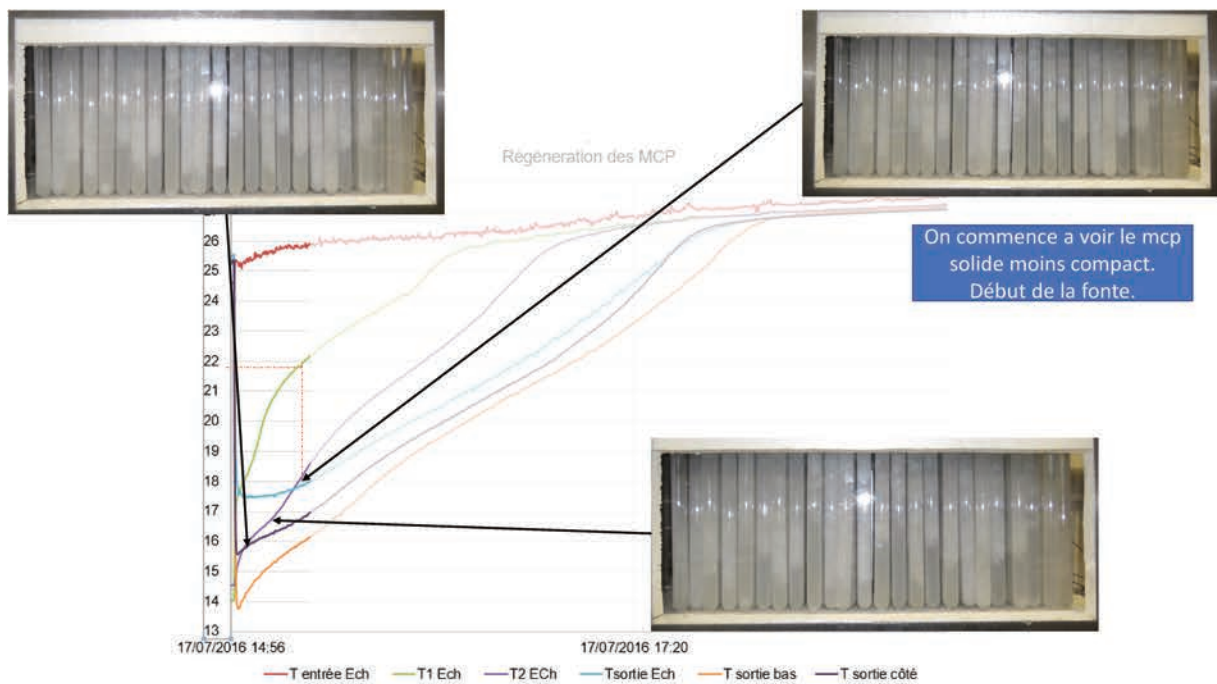 Régéneration des MCP
On commence a voir le mcp
solide moins compact.
Début de la fonte.
26
25
24
23
22
21
20
19
18
17
16
15
14
13
17/07/2016 14:56
17/07/2016 17:20
T entrée Ech
T1 Ech
T2 ECh
Tsortie Ech
T sortie bas
T sortie côté